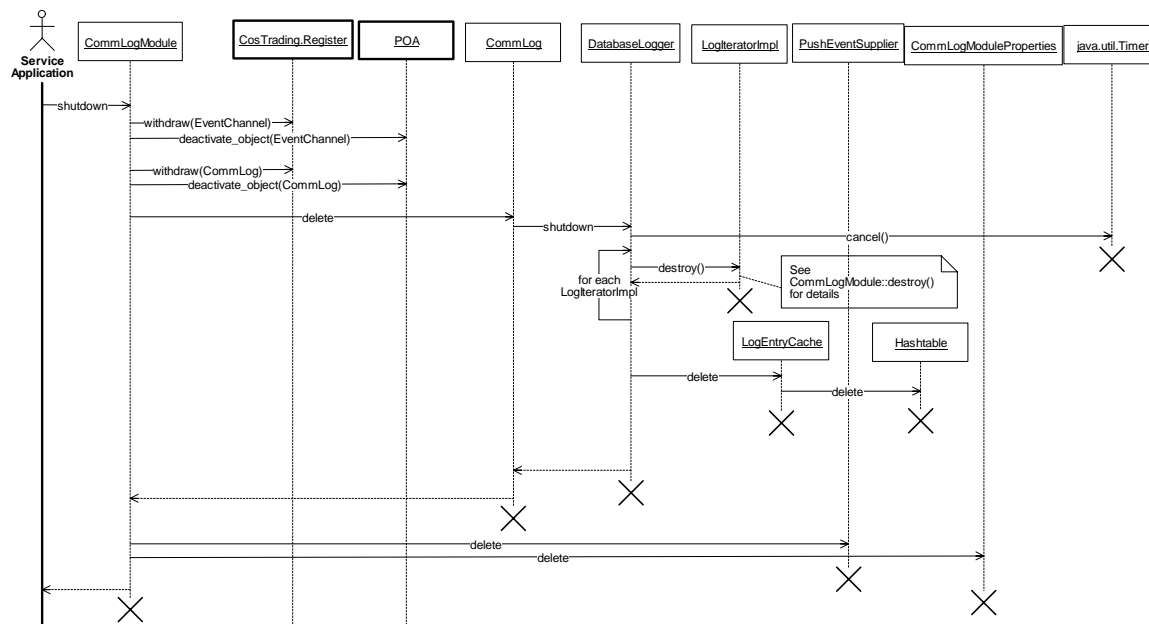 CommLogModule
CosTrading.Register
POA
CommLog
DatabaseLogger
LogIteratorImpl
PushEventSupplier
CommLogModuleProperties
java.util.Timer
Service
Application
shutdown
withdraw(EventChannel)
deactivate_object(EventChannel)
withdraw(CommLog)
deactivate_object(CommLog)
delete
shutdown
cancel()
for each
LogIteratorImpl
destroy()
See
CommLogModule::destroy()
for details
LogEntryCache
Hashtable
delete
delete
delete
delete